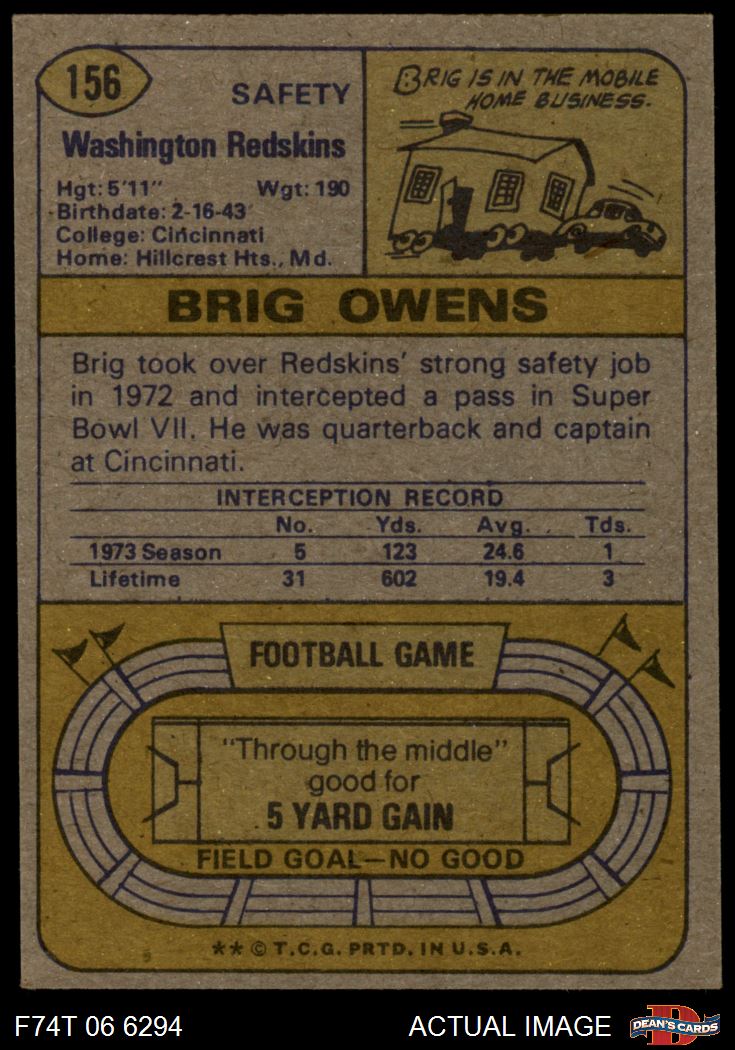 156
SAFETY
Washington Redskins
Hgt: 5'11" Wgt: 190
Birthdate: 2-16-43
College: Cincinnati
Home: Hillcrest Hts., Md.
BRIG IS IN THE MOBILE
HOME BUSINESS.
BRIG OWENS
Brig took over Redskins' strong safety job
in 1972 and intercepted a pass in Super
Bowl VII. He was quarterback and captain
at Cincinnati.
INTERCEPTION RECORD
No. Yds. Avg. Tds.
1973 Season 5 123 24.6 1
Lifetime 31 602 19.4 3
FOOTBALL GAME
"Through the middle"
good for
5 YARD GAIN
FIELD GOAL—NO GOOD
** © T.C.G. PRTD. IN U.S.A.
F74T 06 6294 ACTUAL IMAGE
D
DEAN'S CARDS